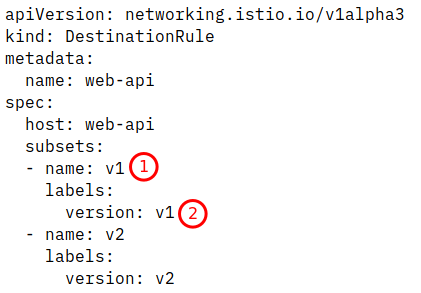 apiVersion: networking.istio.io/v1alpha3
kind: DestinationRule
metadata:
  name: web-api
spec:
  host: web-api
  subsets:
  - name: v1 1
    labels:
      version: v1 2
  - name: v2
    labels:
      version: v2